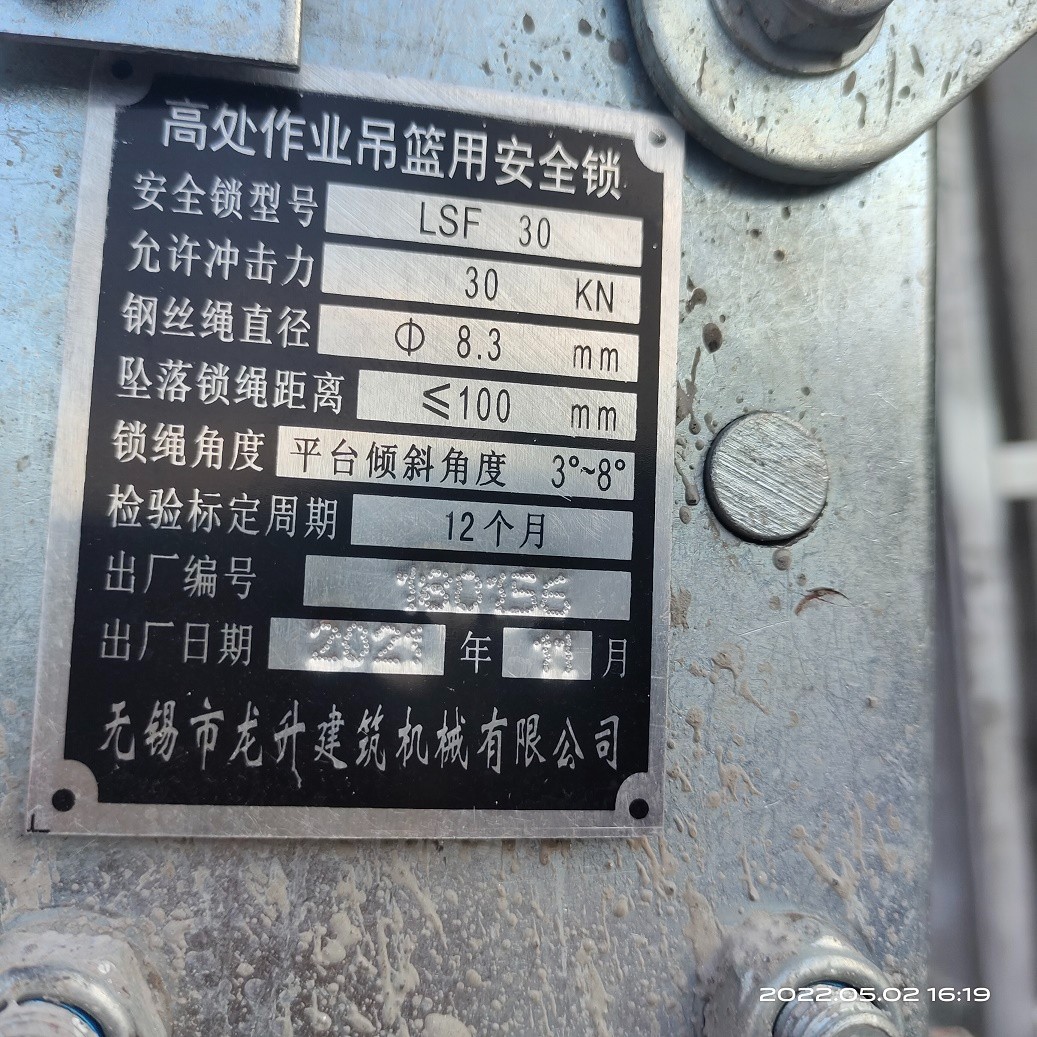 高处作业吊篮用安全锁
安全锁型号 LSF 30
允许冲击力 30 KN
钢丝绳直径 Φ 8.3 mm
坠落锁绳距离 ≤100 mm
锁绳角度 平台倾斜角度 3°~8°
检验标定周期 12个月
出厂编号 160156
出厂日期 2021 年 11 月
无锡市龙升建筑机械有限公司
2022.05.02 16:19